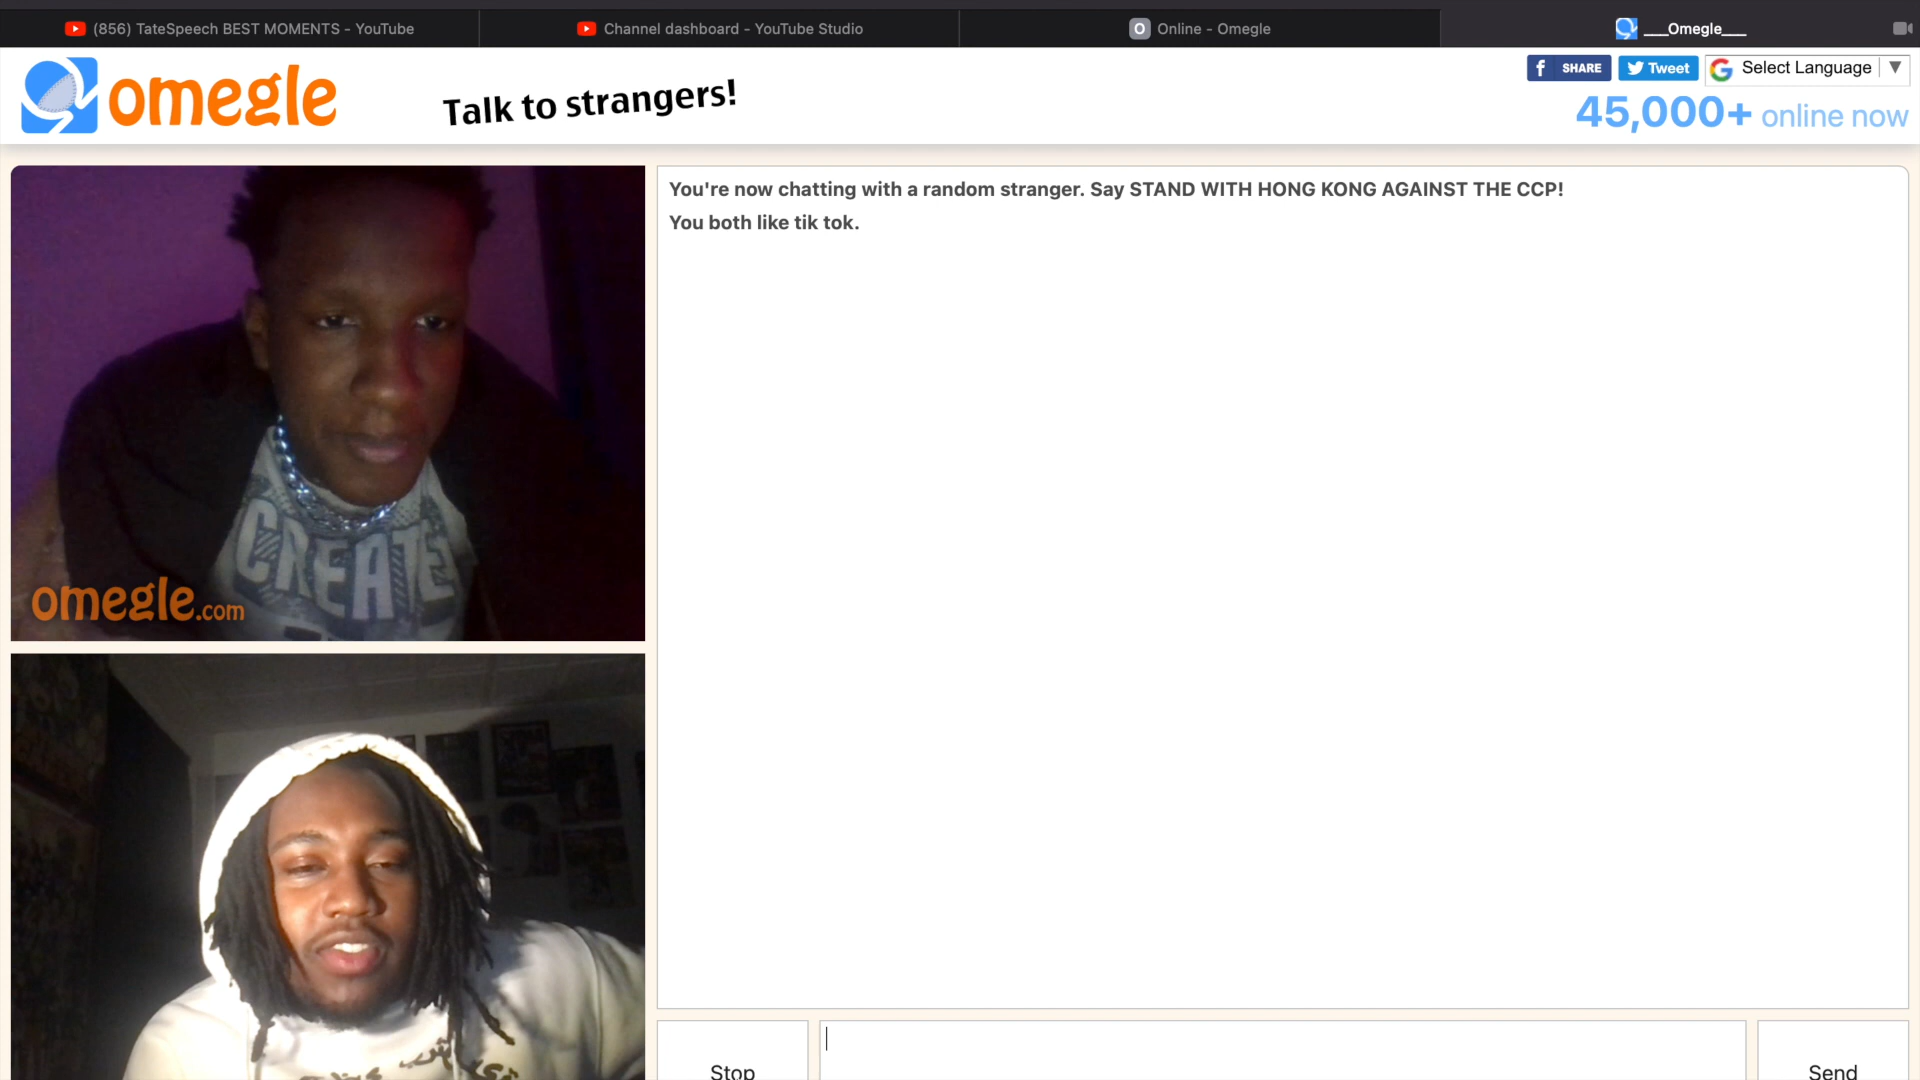 (856) TateSpeech BEST MOMENTS - YouTube
Channel dashboard - YouTube Studio
O Online - Omegle
___Omegle___
omegle
Talk to strangers!
f SHARE
Tweet
G Select Language ▼
45,000+ online now
CREATE
omegle.com
You're now chatting with a random stranger. Say STAND WITH HONG KONG AGAINST THE CCP!
You both like tik tok.
Stop
Send